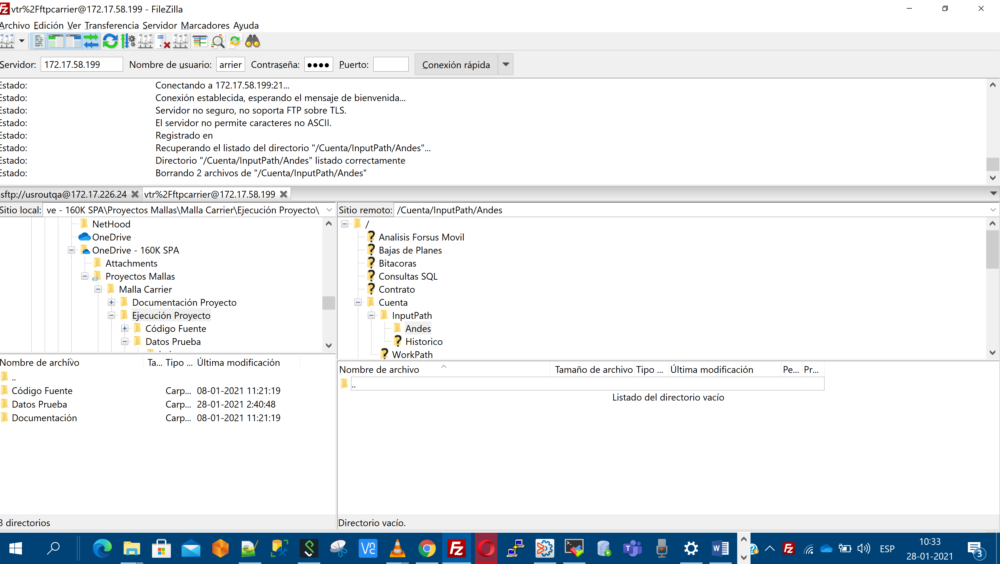 vtr%2Fftpcarrier@172.17.58.199 - FileZilla
Archivo Edición Ver Transferencia Servidor Marcadores Ayuda
Servidor: 172.17.58.199 Nombre de usuario: arrier Contraseña: ●●●● Puerto: Conexión rápida
Estado: Conectando a 172.17.58.199:21...
Estado: Conexión establecida, esperando el mensaje de bienvenida...
Estado: Servidor no seguro, no soporta FTP sobre TLS.
Estado: El servidor no permite caracteres no ASCII.
Estado: Registrado en
Estado: Recuperando el listado del directorio "/Cuenta/InputPath/Andes"...
Estado: Directorio "/Cuenta/InputPath/Andes" listado correctamente
Estado: Borrando 2 archivos de "/Cuenta/InputPath/Andes"
sftp://usroutqa@172.17.226.24 vtr%2Fftpcarrier@172.17.58.199
Sitio local: ve - 160K SPA\Proyectos Mallas\Malla Carrier\Ejecución Proyecto\
NetHood
OneDrive
OneDrive - 160K SPA
Attachments
Proyectos Mallas
Malla Carrier
Documentación Proyecto
Ejecución Proyecto
Código Fuente
Datos Prueba
Nombre de archivo Ta... Tipo ... Última modificación
..
Código Fuente Carp... 08-01-2021 11:21:19
Datos Prueba Carp... 28-01-2021 2:40:48
Documentación Carp... 08-01-2021 11:21:19
3 directorios
Sitio remoto: /Cuenta/InputPath/Andes
/
Analisis Forsus Movil
Bajas de Planes
Bitacoras
Consultas SQL
Contrato
Cuenta
InputPath
Andes
Historico
WorkPath
Nombre de archivo Tamaño de archivo Tipo ... Última modificación Pe... Pr...
..
Listado del directorio vacío
Directorio vacío.
ESP
10:33
28-01-2021
3